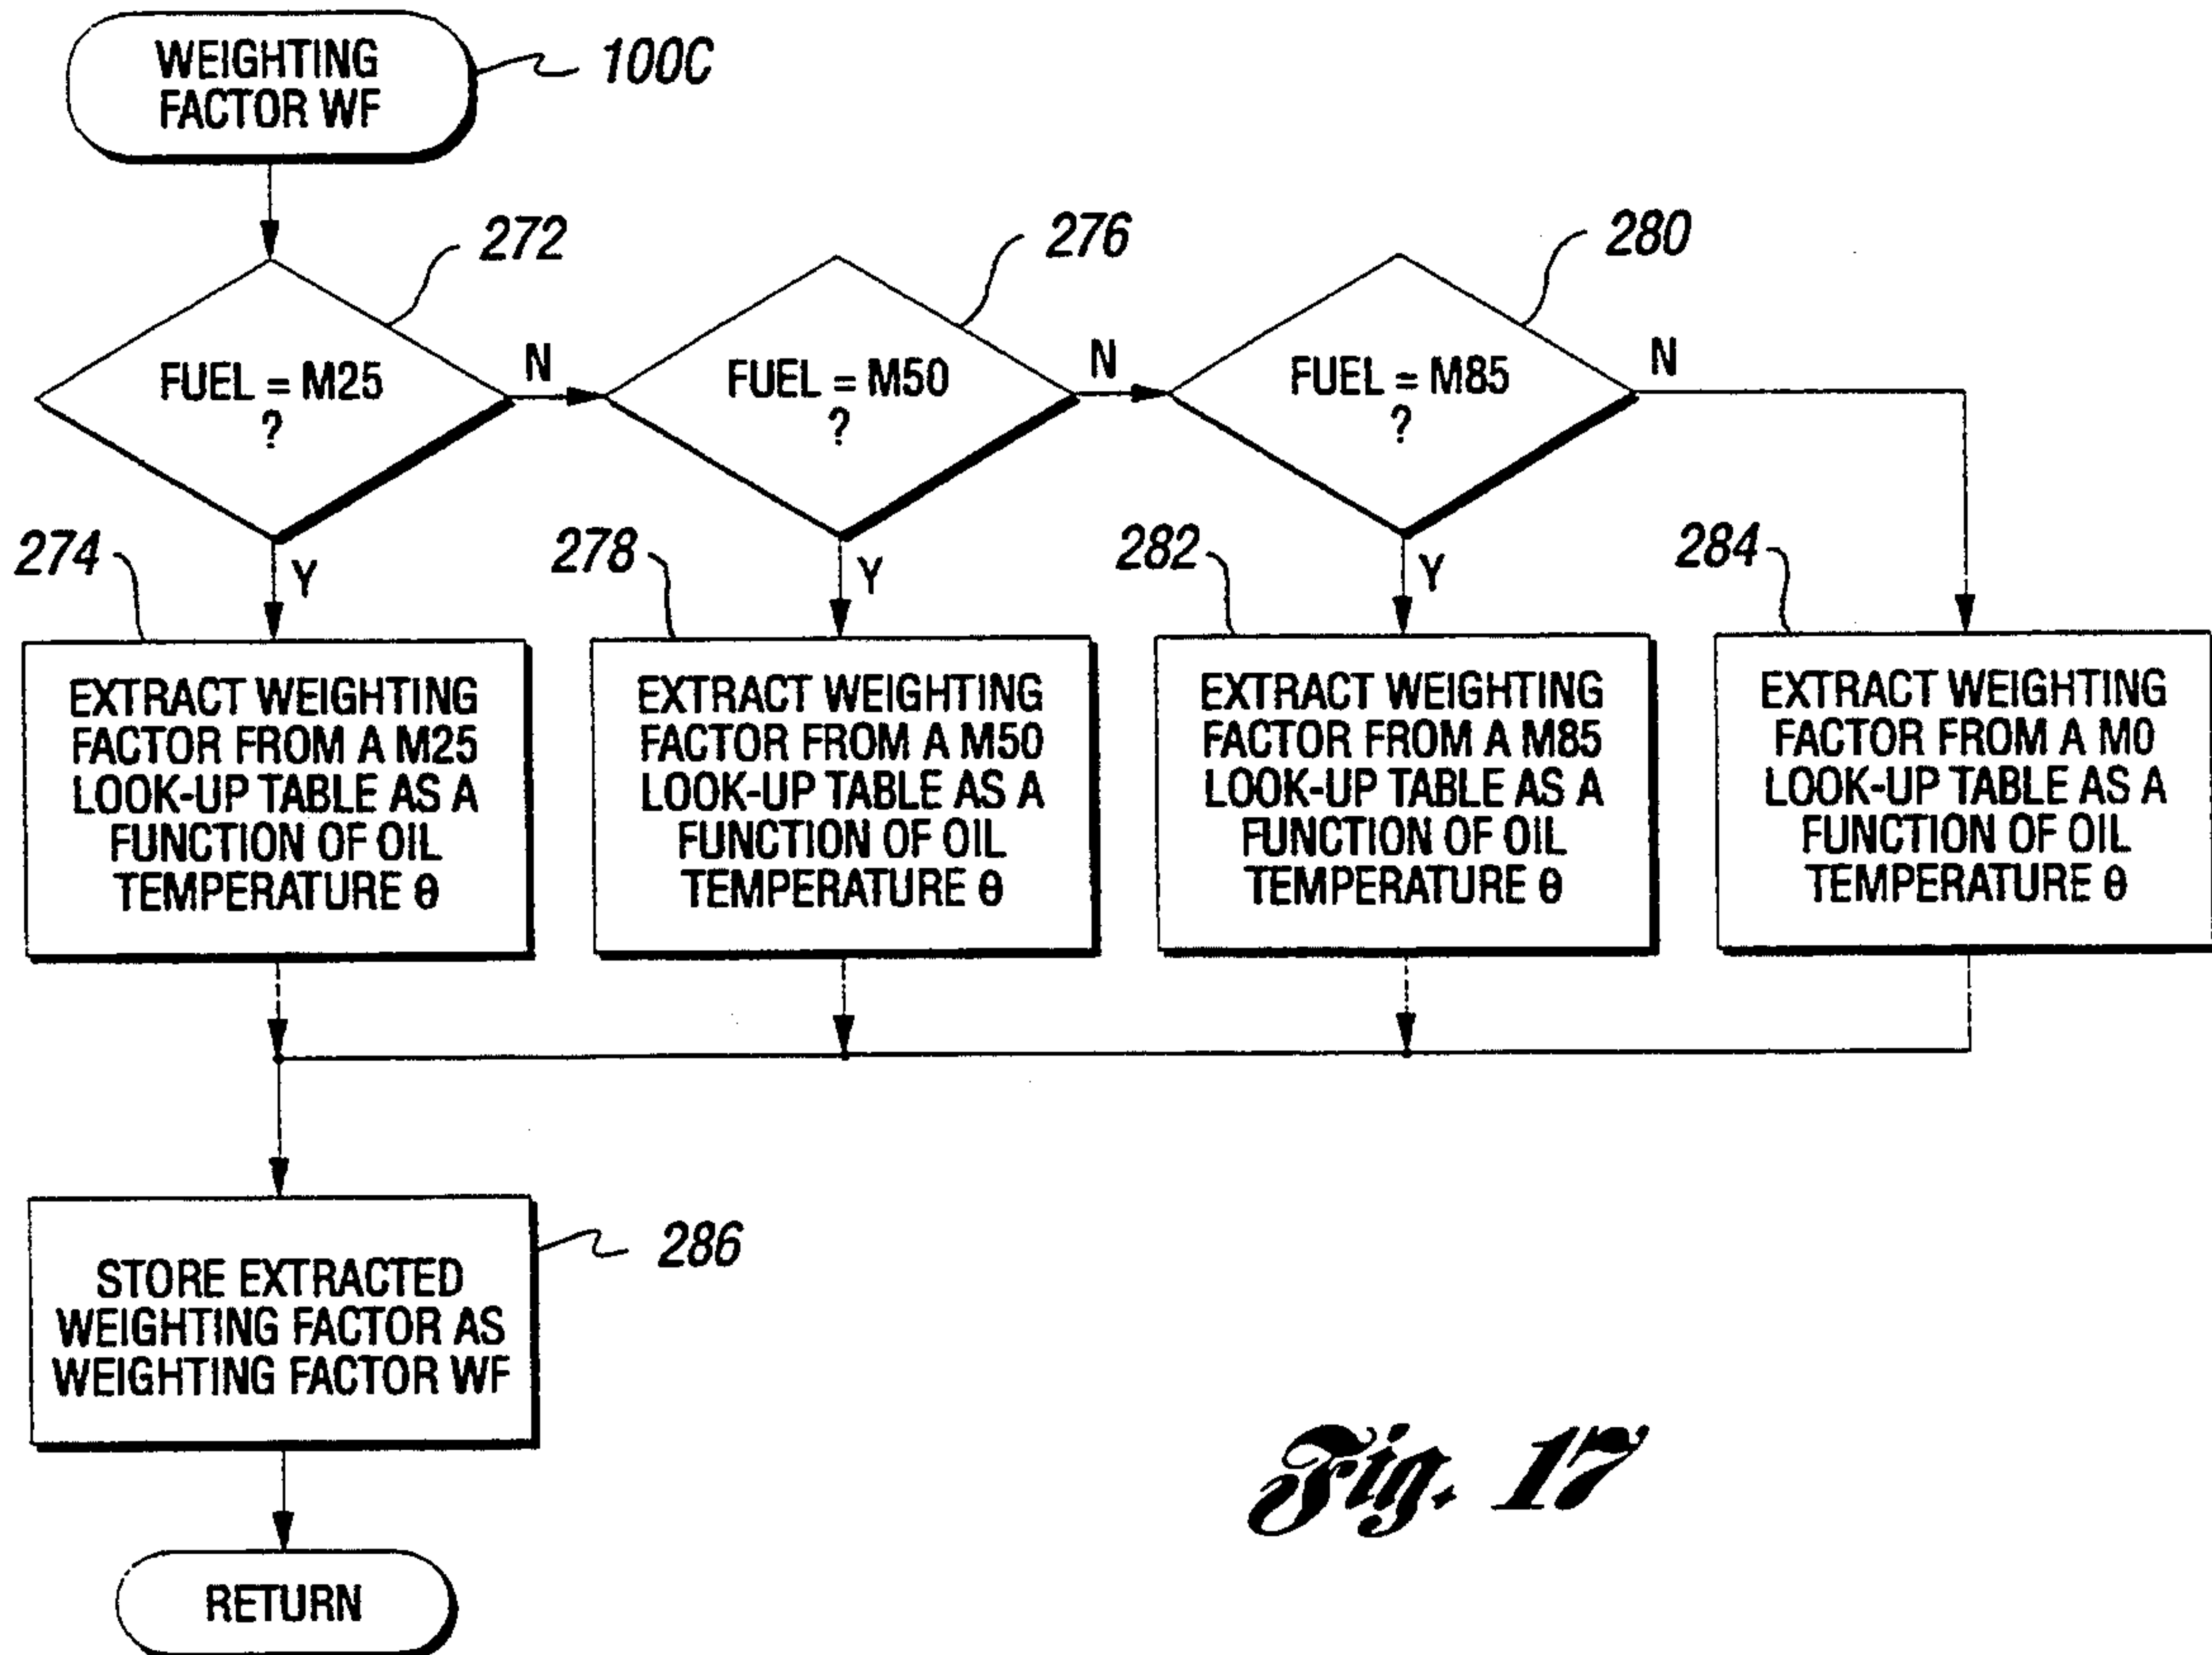 WEIGHTING
FACTOR WF
100C
272
276
280
FUEL = M25
?
N
FUEL = M50
?
N
FUEL = M85
?
N
274
Y
278
Y
282
Y
284
EXTRACT WEIGHTING
FACTOR FROM A M25
LOOK-UP TABLE AS A
FUNCTION OF OIL
TEMPERATURE θ
EXTRACT WEIGHTING
FACTOR FROM A M50
LOOK-UP TABLE AS A
FUNCTION OF OIL
TEMPERATURE θ
EXTRACT WEIGHTING
FACTOR FROM A M85
LOOK-UP TABLE AS A
FUNCTION OF OIL
TEMPERATURE θ
EXTRACT WEIGHTING
FACTOR FROM A M0
LOOK-UP TABLE AS A
FUNCTION OF OIL
TEMPERATURE θ
STORE EXTRACTED
WEIGHTING FACTOR AS
WEIGHTING FACTOR WF
286
RETURN
Fig. 17